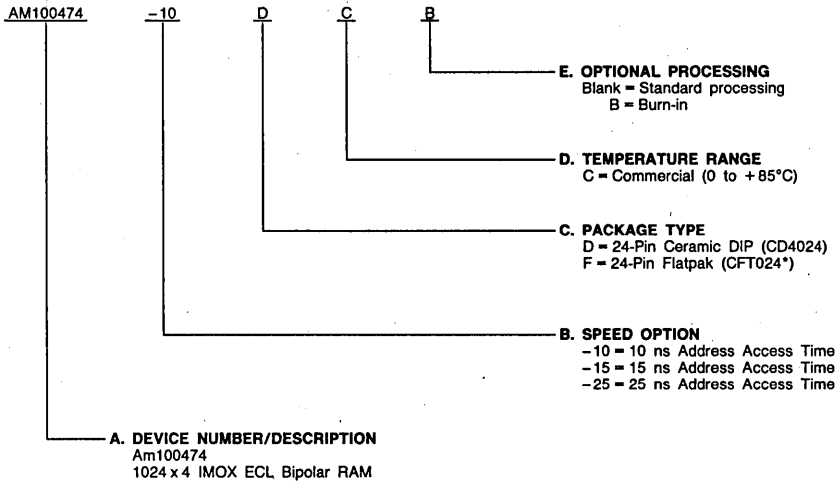 AM100474 -10 D C B
E. OPTIONAL PROCESSING
Blank = Standard processing
B = Burn-in
D. TEMPERATURE RANGE
C = Commercial (0 to +85°C)
C. PACKAGE TYPE
D = 24-Pin Ceramic DIP (CD4024)
F = 24-Pin Flatpak (CFT024*)
B. SPEED OPTION
-10 = 10 ns Address Access Time
-15 = 15 ns Address Access Time
-25 = 25 ns Address Access Time
A. DEVICE NUMBER/DESCRIPTION
Am100474
1024 x 4 IMOX ECL Bipolar RAM